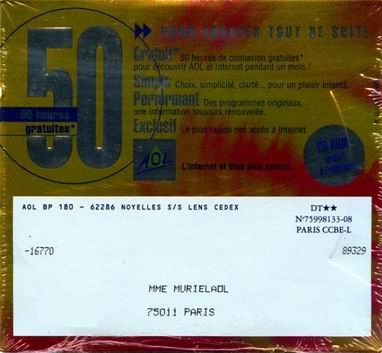 POUR ESSAYER TOUT DE SUITE
Gratuit* 50 heures de connexion gratuites*
pour découvrir AOL et Internet pendant un mois !
Simple Choix, simplicité, clarté... pour un plaisir intense.
Performant Des programmes originaux,
une information toujours renouvelée.
Exclusif Le plus rapide des accès à Internet.
50
50 heures
gratuites*
AOL
L'Internet et bien plus encore
CD-ROM
AOL BP 180 - 62286 NOYELLES S/S LENS CEDEX
DT★★
N°75998133-08
PARIS CCBE-L
-16770
89329
MME MURIELAOL
75011 PARIS